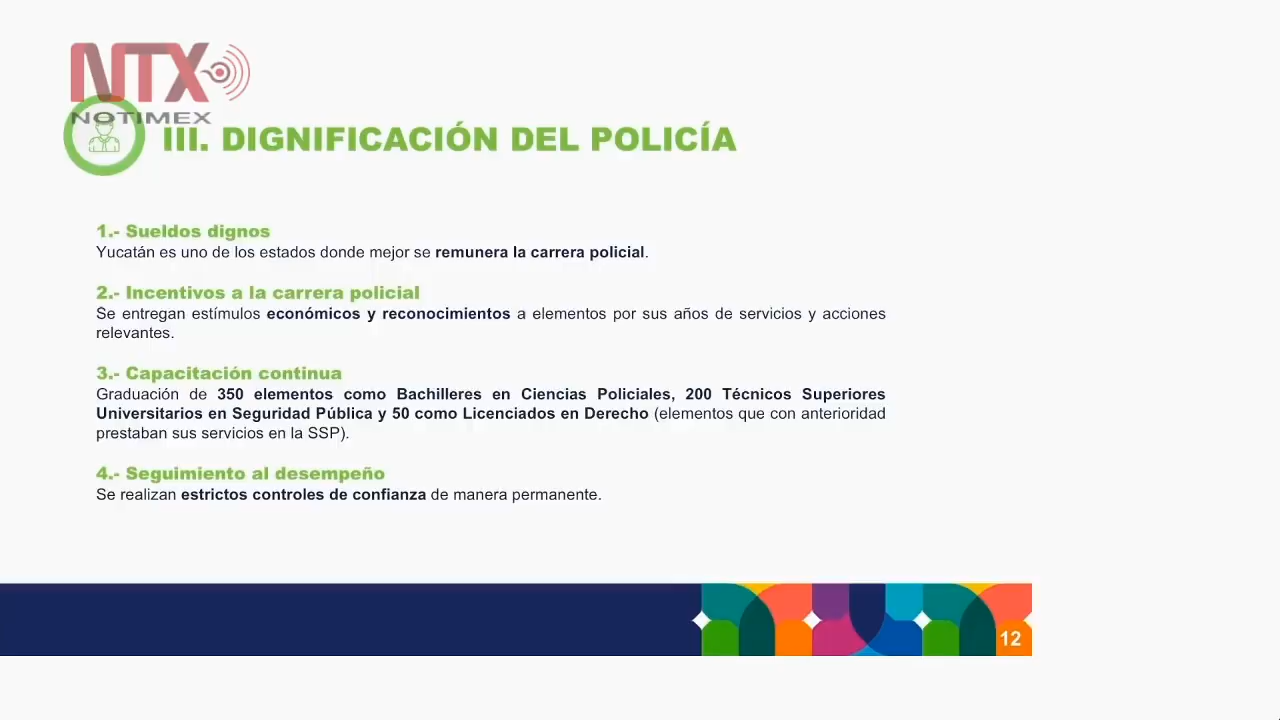 NTX
NOTIMEX
III. DIGNIFICACIÓN DEL POLICÍA
1.- Sueldos dignos
Yucatán es uno de los estados donde mejor se remunera la carrera policial.
2.- Incentivos a la carrera policial
Se entregan estímulos económicos y reconocimientos a elementos por sus años de servicios y acciones
relevantes.
3.- Capacitación continua
Graduación de 350 elementos como Bachilleres en Ciencias Policiales, 200 Técnicos Superiores
Universitarios en Seguridad Pública y 50 como Licenciados en Derecho (elementos que con anterioridad
prestaban sus servicios en la SSP).
4.- Seguimiento al desempeño
Se realizan estrictos controles de confianza de manera permanente.
12